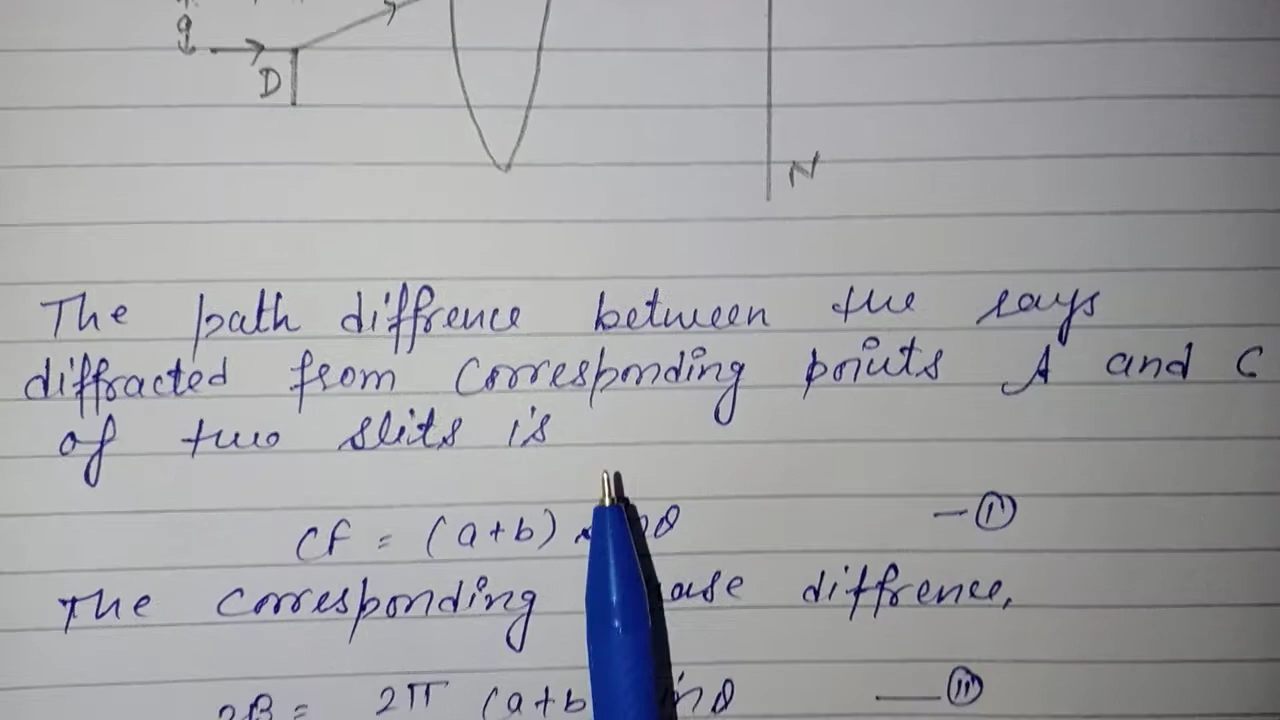 q
D
N
The path diffrence between the rays
diffracted from corresponding points A and C
of two slits is
CF = (a+b) θ
The corresponding diffrence,
2β = 2π (a+b θ